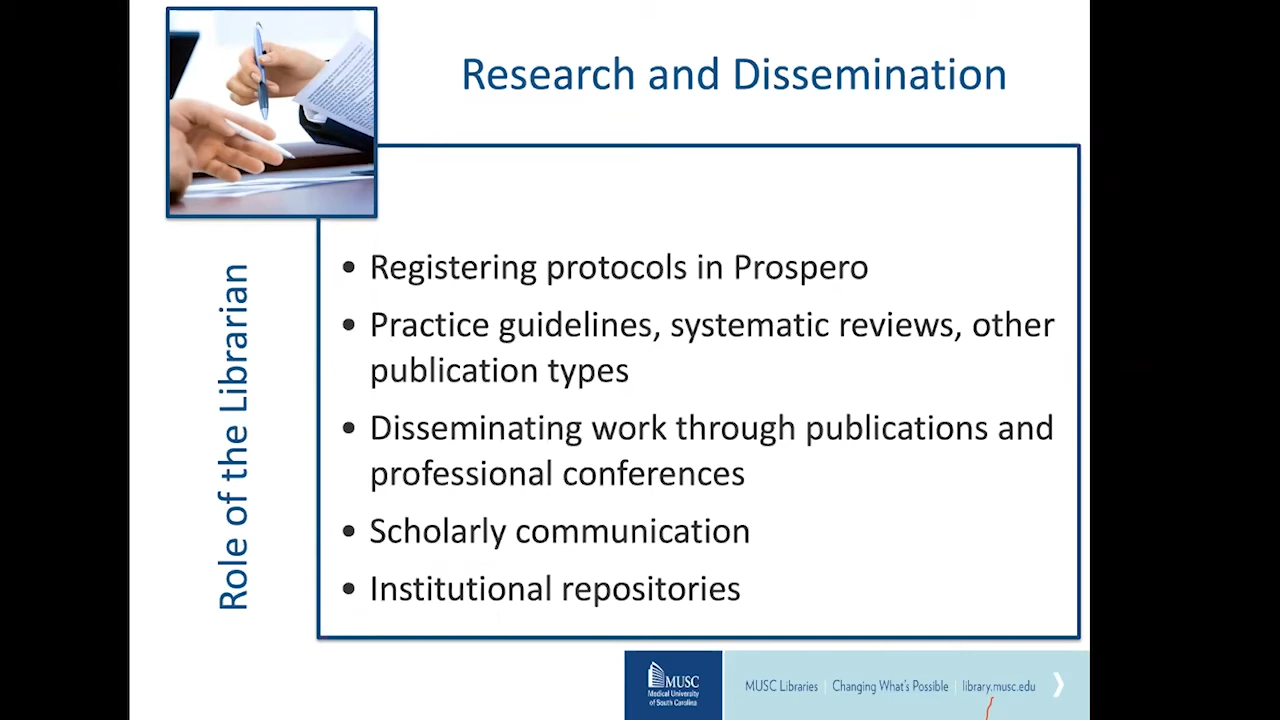 Research and Dissemination
Role of the Librarian
• Registering protocols in Prospero
• Practice guidelines, systematic reviews, other
publication types
• Disseminating work through publications and
professional conferences
• Scholarly communication
• Institutional repositories
MUSC
Medical University
of South Carolina
MUSC Libraries | Changing What's Possible | library.musc.edu